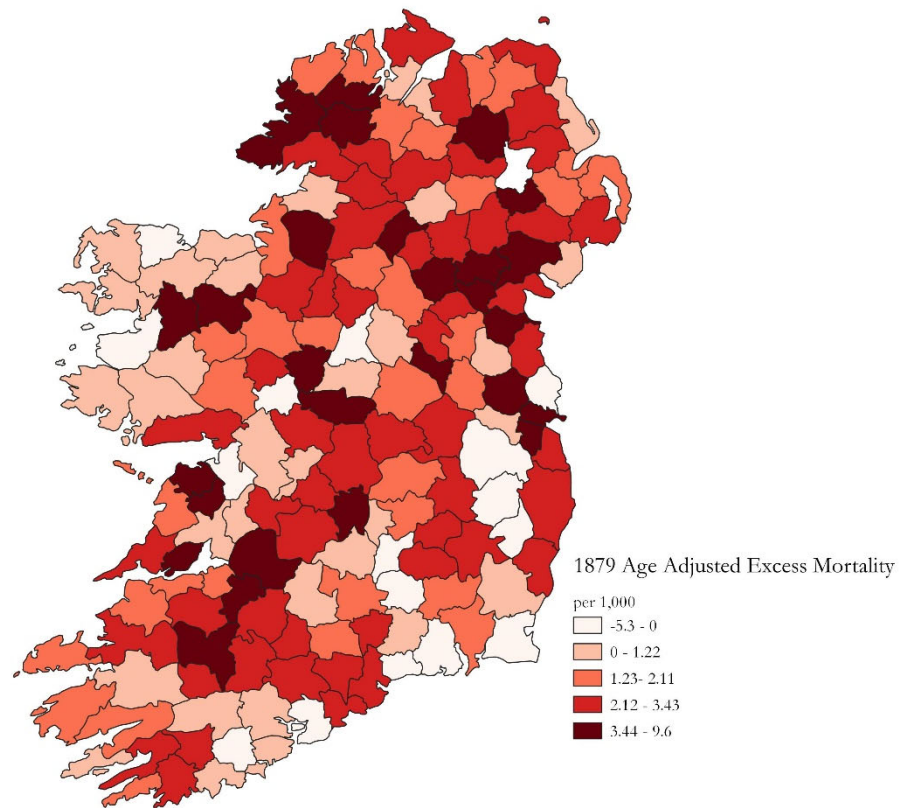 1879 Age Adjusted Excess Mortality
per 1,000
-5.3 - 0
0 - 1.22
1.23- 2.11
2.12 - 3.43
3.44 - 9.6